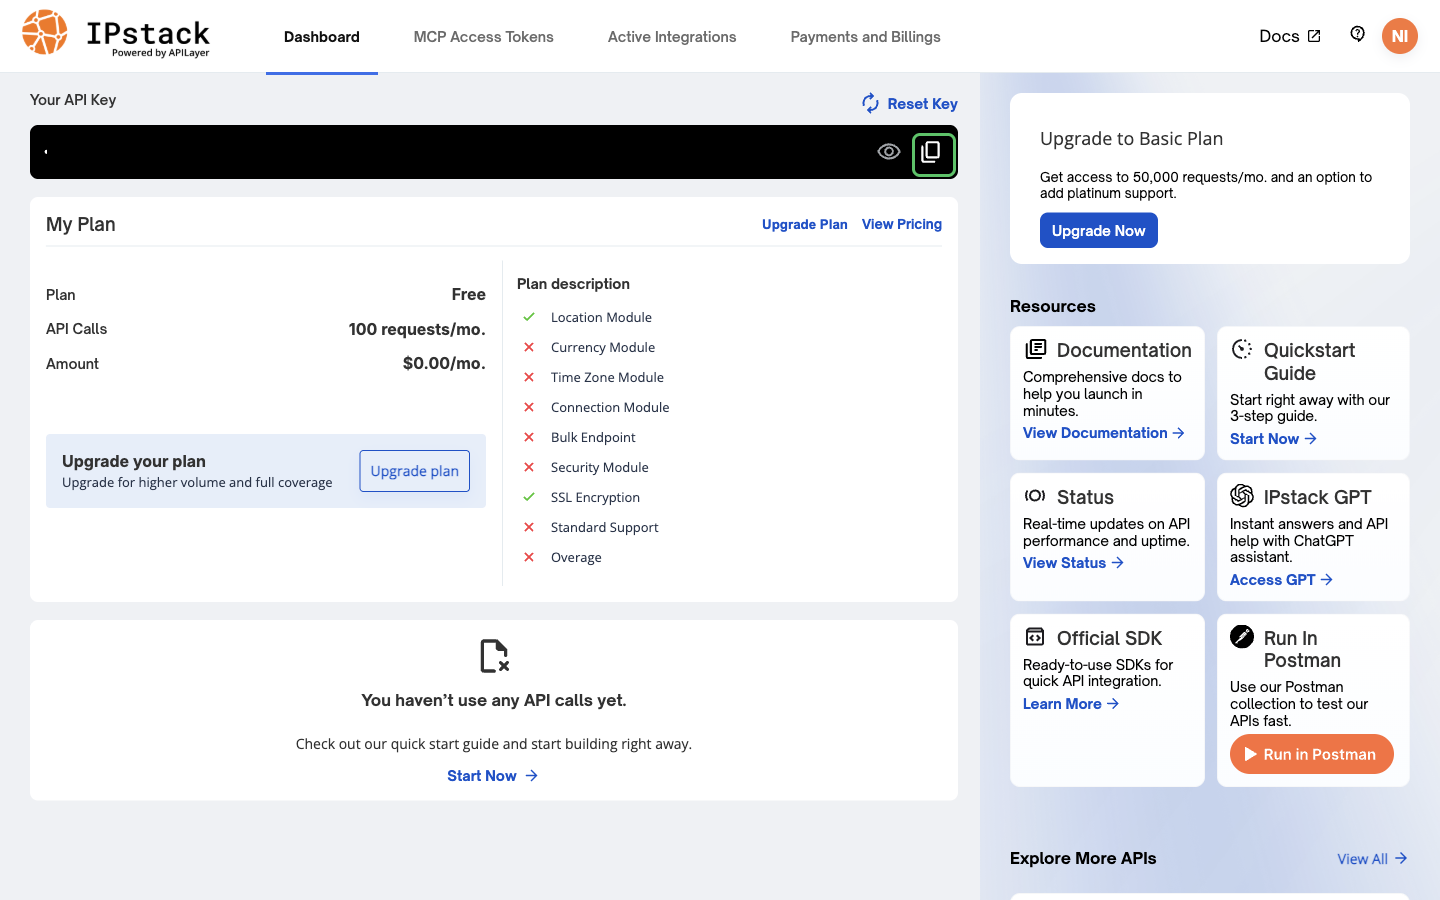 IPstack
Powered by APILayer
Dashboard
MCP Access Tokens
Active Integrations
Payments and Billings
Docs
NI
Your API Key
Reset Key
My Plan
Upgrade Plan
View Pricing
Plan
Free
API Calls
100 requests/mo.
Amount
$0.00/mo.
Upgrade your plan
Upgrade for higher volume and full coverage
Upgrade plan
Plan description
Location Module
Currency Module
Time Zone Module
Connection Module
Bulk Endpoint
Security Module
SSL Encryption
Standard Support
Overage
You haven’t use any API calls yet.
Check out our quick start guide and start building right away.
Start Now
Upgrade to Basic Plan
Get access to 50,000 requests/mo. and an option to
add platinum support.
Upgrade Now
Resources
Documentation
Comprehensive docs to
help you launch in
minutes.
View Documentation
Quickstart
Guide
Start right away with our
3-step guide.
Start Now
Status
Real-time updates on API
performance and uptime.
View Status
IPstack GPT
Instant answers and API
help with ChatGPT
assistant.
Access GPT
Official SDK
Ready-to-use SDKs for
quick API integration.
Learn More
Run In
Postman
Use our Postman
collection to test our
APIs fast.
Run in Postman
Explore More APIs
View All